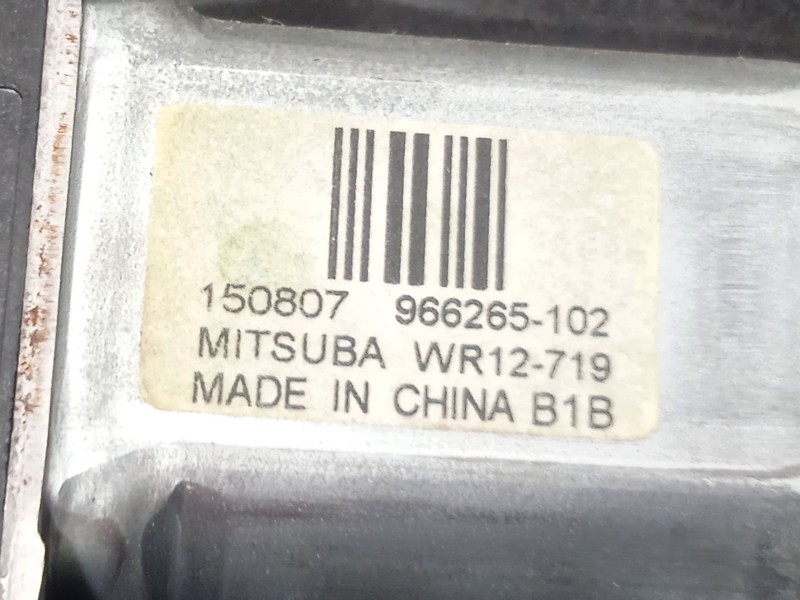 150807 966265-102
MITSUBA WR12-719
MADE IN CHINA B1B